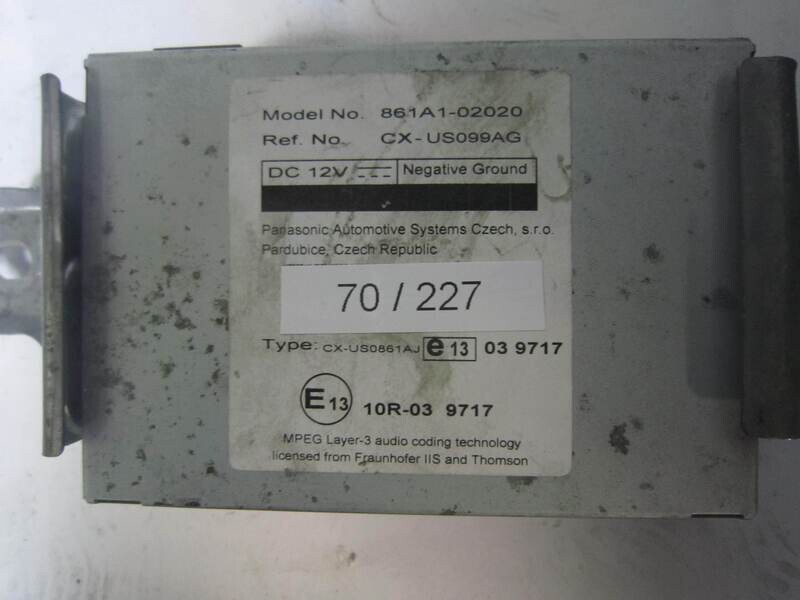 Model No. 861A1-02020
Ref. No. CX-US099AG
DC 12V Negative Ground
Panasonic Automotive Systems Czech, s.r.o.
Pardubice, Czech Republic
70 / 227
Type: CX-US0861AJ e 13 03 9717
E 13 10R-03 9717
MPEG Layer-3 audio coding technology
licensed from Fraunhofer IIS and Thomson